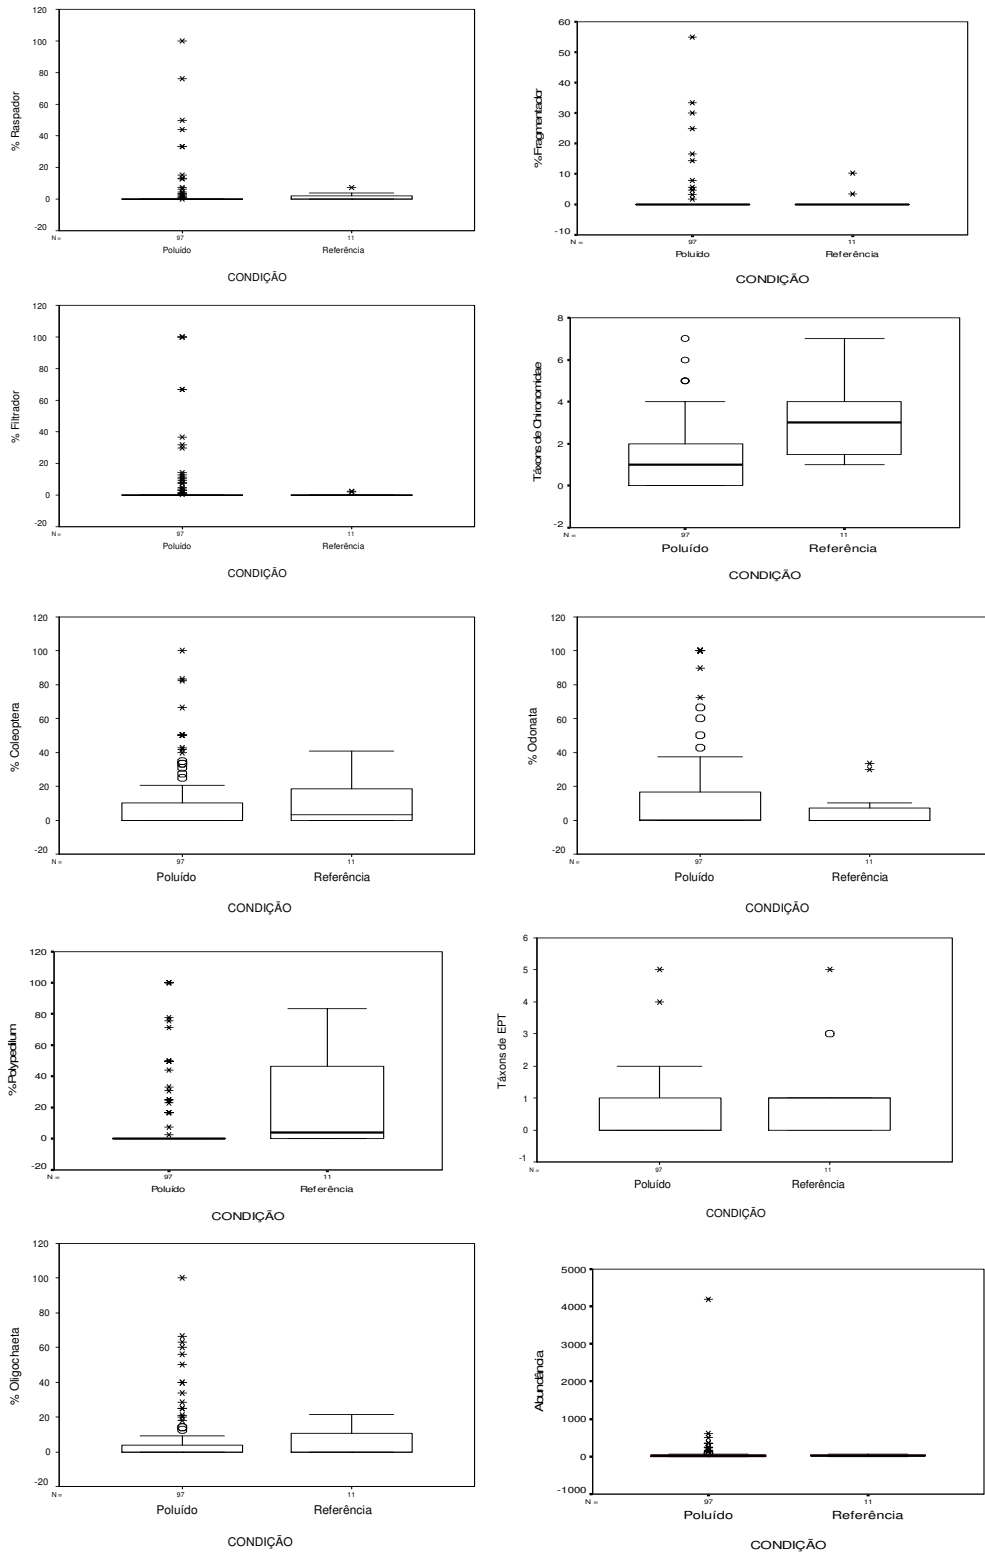 % Raspador
120
100
80
60
40
20
0
-20
N = 97 11
Poluído Referência
CONDIÇÃO
%Fragmentador
60
50
40
30
20
10
0
-10
N = 97 11
Poluído Referência
CONDIÇÃO
% Filtrador
120
100
80
60
40
20
0
-20
N = 97 11
Poluído Referência
CONDIÇÃO
Táxons de Chironomidae
8
6
4
2
0
-2
N = 97 11
Poluído Referência
CONDIÇÃO
% Coleoptera
120
100
80
60
40
20
0
-20
N = 97 11
Poluído Referência
CONDIÇÃO
% Odonata
120
100
80
60
40
20
0
-20
N = 97 11
Poluído Referência
CONDIÇÃO
%Polypedilum
120
100
80
60
40
20
0
-20
N = 97 11
Poluído Referência
CONDIÇÃO
Táxons de EPT
6
5
4
3
2
1
0
-1
N = 97 11
Poluído Referência
CONDIÇÃO
% Oligochaeta
120
100
80
60
40
20
0
-20
N = 97 11
Poluído Referência
CONDIÇÃO
Abundância
5000
4000
3000
2000
1000
0
-1000
N = 97 11
Poluído Referência
CONDIÇÃO